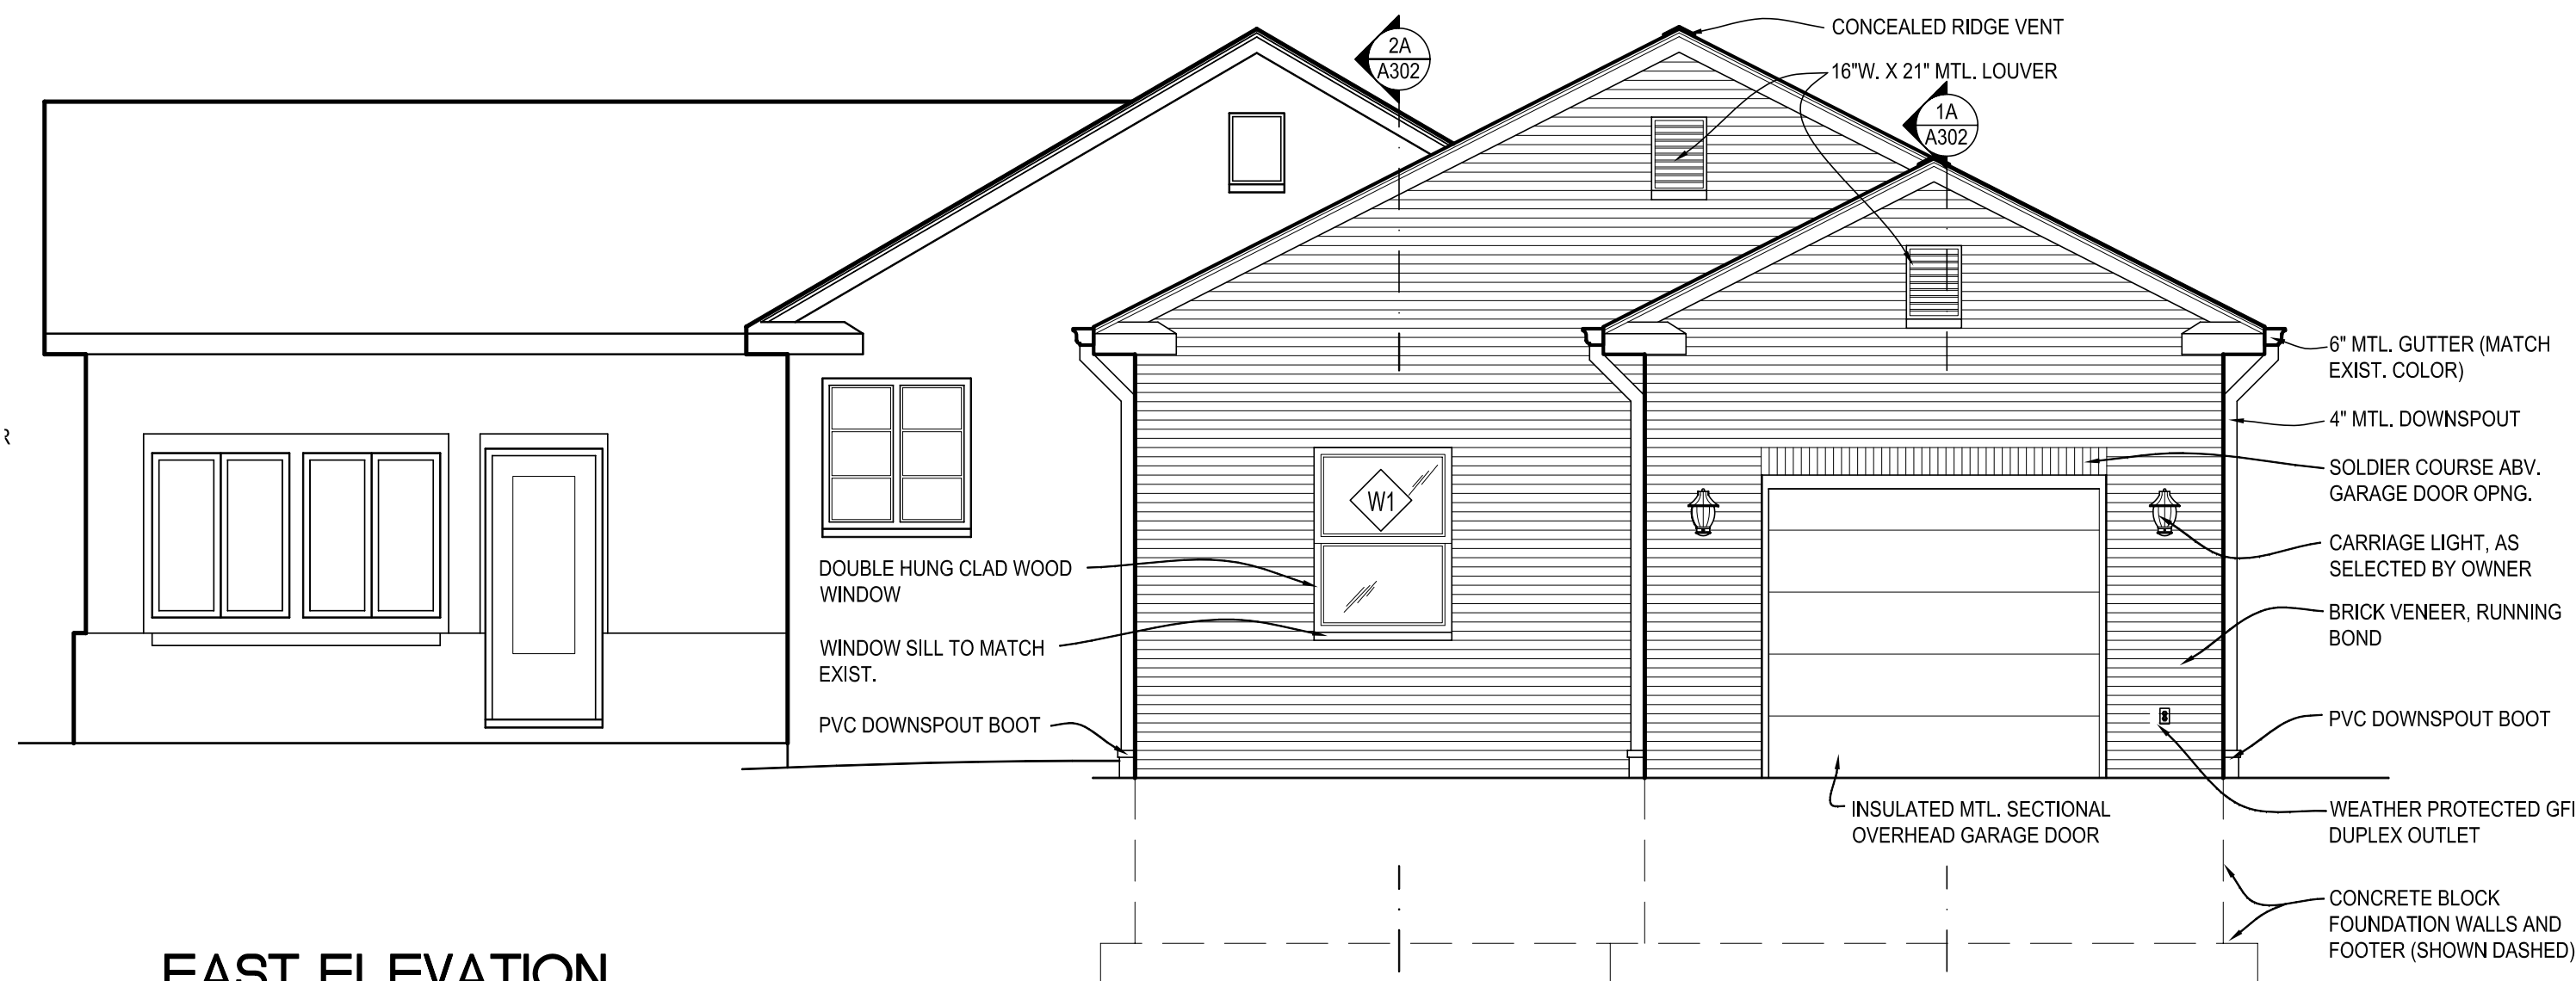 2A
A302
CONCEALED RIDGE VENT
16"W. X 21" MTL. LOUVER
1A
A302
6" MTL. GUTTER (MATCH
EXIST. COLOR)
4" MTL. DOWNSPOUT
SOLDIER COURSE ABV.
GARAGE DOOR OPNG.
CARRIAGE LIGHT, AS
SELECTED BY OWNER
BRICK VENEER, RUNNING
BOND
PVC DOWNSPOUT BOOT
WEATHER PROTECTED GFI
DUPLEX OUTLET
CONCRETE BLOCK
FOUNDATION WALLS AND
FOOTER (SHOWN DASHED)
W1
DOUBLE HUNG CLAD WOOD
WINDOW
WINDOW SILL TO MATCH
EXIST.
PVC DOWNSPOUT BOOT
INSULATED MTL. SECTIONAL
OVERHEAD GARAGE DOOR
EAST ELEVATION